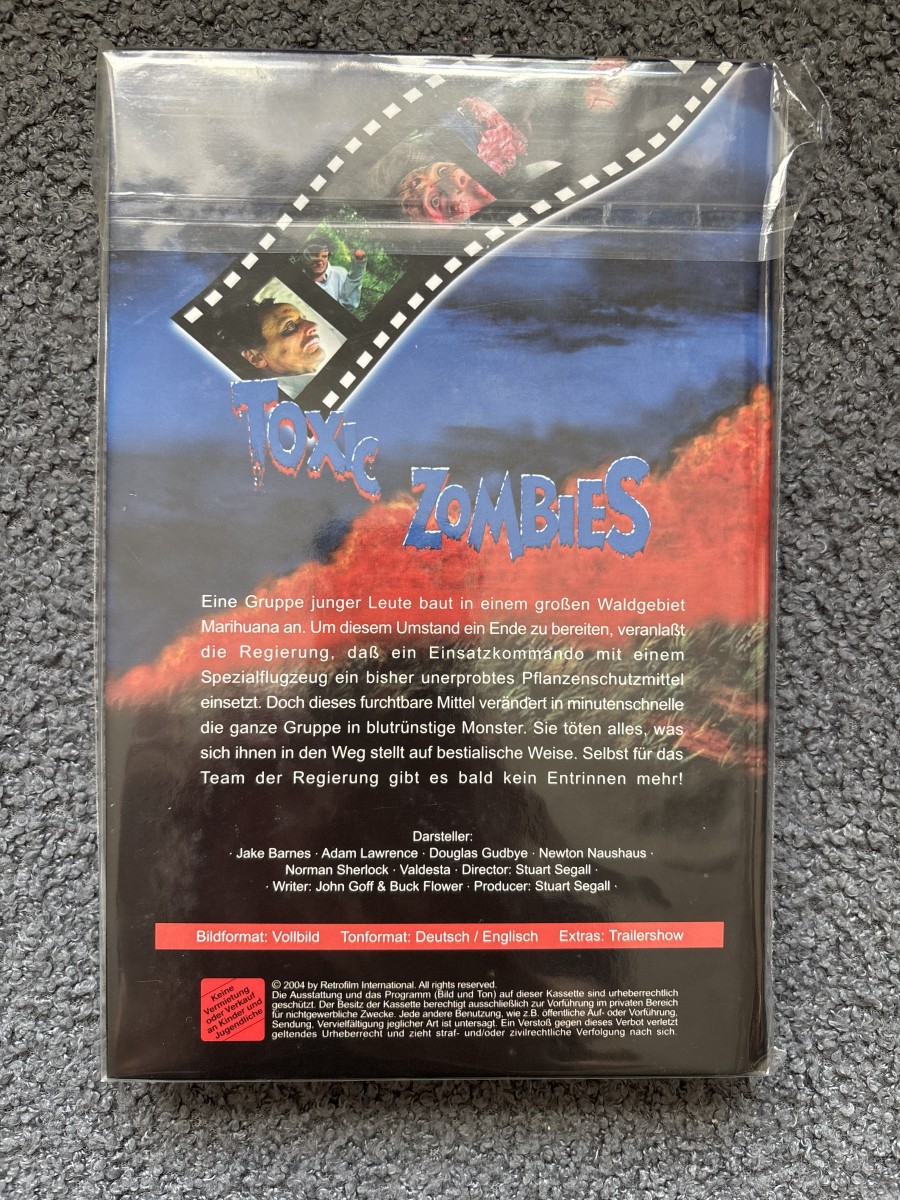 TOXIC
ZOMBIES
Eine Gruppe junger Leute baut in einem großen Waldgebiet
Marihuana an. Um diesem Umstand ein Ende zu bereiten, veranlaßt
die Regierung, daß ein Einsatzkommando mit einem
Spezialflugzeug ein bisher unerprobtes Pflanzenschutzmittel
einsetzt. Doch dieses furchtbare Mittel verändert in minutenschnelle
die ganze Gruppe in blutrünstige Monster. Sie töten alles, was
sich ihnen in den Weg stellt auf bestialische Weise. Selbst für das
Team der Regierung gibt es bald kein Entrinnen mehr!
Darsteller:
· Jake Barnes · Adam Lawrence · Douglas Gudbye · Newton Naushaus ·
Norman Sherlock · Valdesta · Director: Stuart Segall ·
· Writer: John Goff & Buck Flower · Producer: Stuart Segall ·
Bildformat: Vollbild Tonformat: Deutsch / Englisch Extras: Trailershow
Keine
Vermietung
oder Verkauf
an Kinder und
Jugendliche
© 2004 by Retrofilm International. All rights reserved.
Die Ausstattung und das Programm (Bild und Ton) auf dieser Kassette sind urheberrechtlich
geschützt. Der Besitz der Kassette berechtigt ausschließlich zur Vorführung im privaten Bereich
für nichtgewerbliche Zwecke. Jede andere Benutzung, wie z.B. öffentliche Auf- oder Vorführung,
Sendung, Vervielfältigung jeglicher Art ist untersagt. Ein Verstoß gegen dieses Verbot verletzt
geltendes Urheberrecht und zieht straf- und/oder zivilrechtliche Verfolgung nach sich.